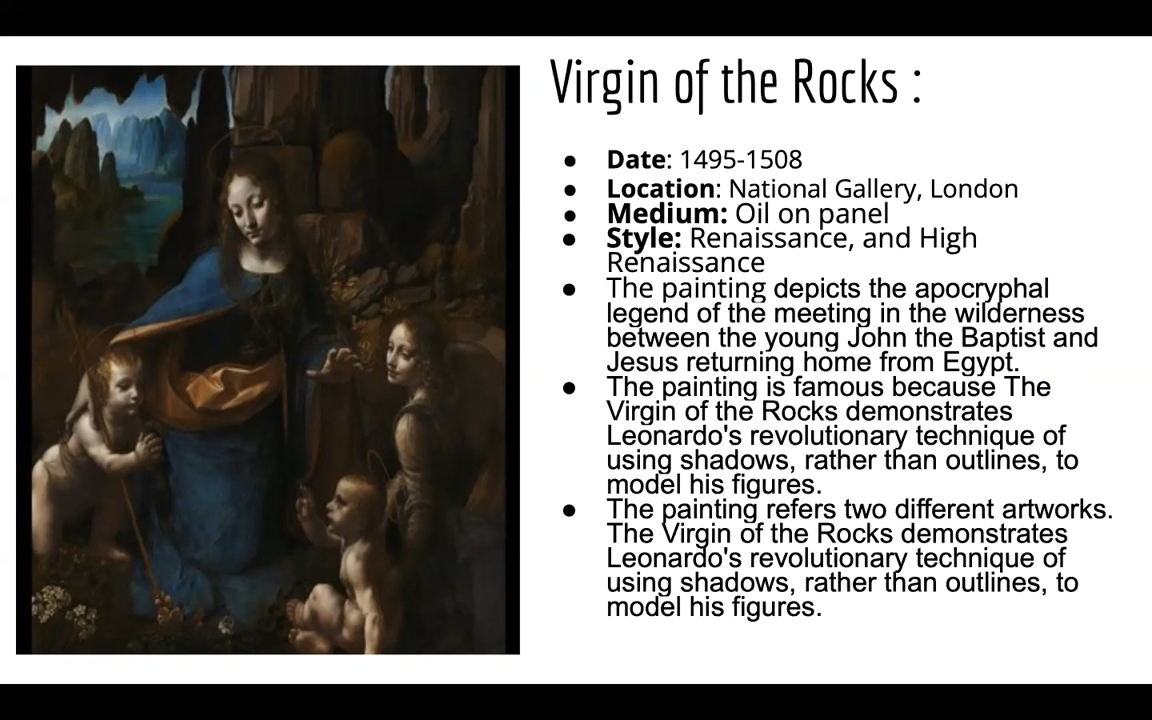 Virgin of the Rocks :
● Date: 1495-1508
● Location: National Gallery, London
● Medium: Oil on panel
● Style: Renaissance, and High
Renaissance
● The painting depicts the apocryphal
legend of the meeting in the wilderness
between the young John the Baptist and
Jesus returning home from Egypt.
● The painting is famous because The
Virgin of the Rocks demonstrates
Leonardo's revolutionary technique of
using shadows, rather than outlines, to
model his figures.
● The painting refers two different artworks.
The Virgin of the Rocks demonstrates
Leonardo's revolutionary technique of
using shadows, rather than outlines, to
model his figures.